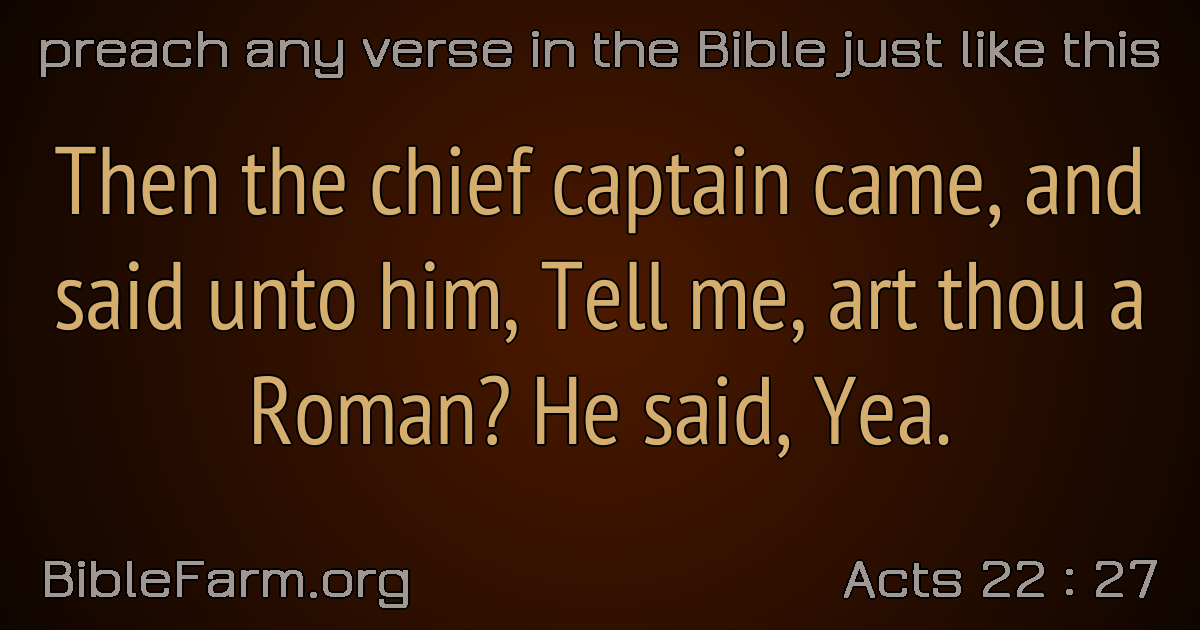 preach any verse in the Bible just like this
Then the chief captain came, and
said unto him, Tell me, art thou a
Roman? He said, Yea.
BibleFarm.org
Acts 22 : 27